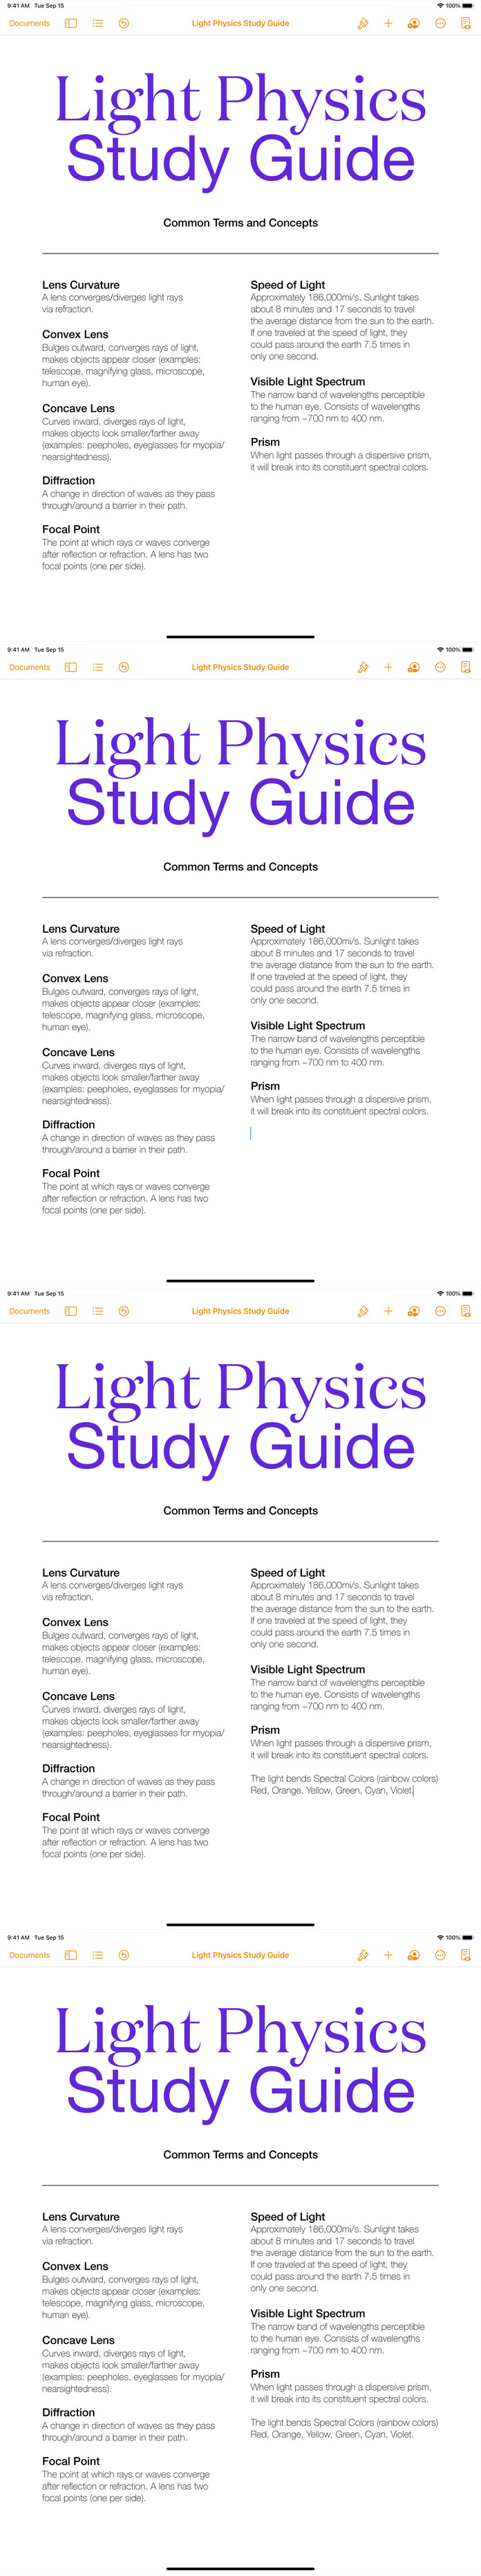 9:41 AM Tue Sep 15 100%
Documents Light Physics Study Guide
Light Physics
Study Guide
Common Terms and Concepts
Lens Curvature
A lens converges/diverges light rays
via refraction.
Convex Lens
Bulges outward, converges rays of light,
makes objects appear closer (examples:
telescope, magnifying glass, microscope,
human eye).
Concave Lens
Curves inward, diverges rays of light,
makes objects look smaller/farther away
(examples: peepholes, eyeglasses for myopia/
nearsightedness).
Diffraction
A change in direction of waves as they pass
through/around a barrier in their path.
Focal Point
The point at which rays or waves converge
after reflection or refraction. A lens has two
focal points (one per side).
Speed of Light
Approximately 186,000mi/s. Sunlight takes
about 8 minutes and 17 seconds to travel
the average distance from the sun to the earth.
If one traveled at the speed of light, they
could pass around the earth 7.5 times in
only one second.
Visible Light Spectrum
The narrow band of wavelengths perceptible
to the human eye. Consists of wavelengths
ranging from ~700 nm to 400 nm.
Prism
When light passes through a dispersive prism,
it will break into its constituent spectral colors.
9:41 AM Tue Sep 15 100%
Documents Light Physics Study Guide
Light Physics
Study Guide
Common Terms and Concepts
Lens Curvature
A lens converges/diverges light rays
via refraction.
Convex Lens
Bulges outward, converges rays of light,
makes objects appear closer (examples:
telescope, magnifying glass, microscope,
human eye).
Concave Lens
Curves inward, diverges rays of light,
makes objects look smaller/farther away
(examples: peepholes, eyeglasses for myopia/
nearsightedness).
Diffraction
A change in direction of waves as they pass
through/around a barrier in their path.
Focal Point
The point at which rays or waves converge
after reflection or refraction. A lens has two
focal points (one per side).
Speed of Light
Approximately 186,000mi/s. Sunlight takes
about 8 minutes and 17 seconds to travel
the average distance from the sun to the earth.
If one traveled at the speed of light, they
could pass around the earth 7.5 times in
only one second.
Visible Light Spectrum
The narrow band of wavelengths perceptible
to the human eye. Consists of wavelengths
ranging from ~700 nm to 400 nm.
Prism
When light passes through a dispersive prism,
it will break into its constituent spectral colors.
9:41 AM Tue Sep 15 100%
Documents Light Physics Study Guide
Light Physics
Study Guide
Common Terms and Concepts
Lens Curvature
A lens converges/diverges light rays
via refraction.
Convex Lens
Bulges outward, converges rays of light,
makes objects appear closer (examples:
telescope, magnifying glass, microscope,
human eye).
Concave Lens
Curves inward, diverges rays of light,
makes objects look smaller/farther away
(examples: peepholes, eyeglasses for myopia/
nearsightedness).
Diffraction
A change in direction of waves as they pass
through/around a barrier in their path.
Focal Point
The point at which rays or waves converge
after reflection or refraction. A lens has two
focal points (one per side).
Speed of Light
Approximately 186,000mi/s. Sunlight takes
about 8 minutes and 17 seconds to travel
the average distance from the sun to the earth.
If one traveled at the speed of light, they
could pass around the earth 7.5 times in
only one second.
Visible Light Spectrum
The narrow band of wavelengths perceptible
to the human eye. Consists of wavelengths
ranging from ~700 nm to 400 nm.
Prism
When light passes through a dispersive prism,
it will break into its constituent spectral colors.
The light bends Spectral Colors (rainbow colors)
Red, Orange, Yellow, Green, Cyan, Violet.
9:41 AM Tue Sep 15 100%
Documents Light Physics Study Guide
Light Physics
Study Guide
Common Terms and Concepts
Lens Curvature
A lens converges/diverges light rays
via refraction.
Convex Lens
Bulges outward, converges rays of light,
makes objects appear closer (examples:
telescope, magnifying glass, microscope,
human eye).
Concave Lens
Curves inward, diverges rays of light,
makes objects look smaller/farther away
(examples: peepholes, eyeglasses for myopia/
nearsightedness).
Diffraction
A change in direction of waves as they pass
through/around a barrier in their path.
Focal Point
The point at which rays or waves converge
after reflection or refraction. A lens has two
focal points (one per side).
Speed of Light
Approximately 186,000mi/s. Sunlight takes
about 8 minutes and 17 seconds to travel
the average distance from the sun to the earth.
If one traveled at the speed of light, they
could pass around the earth 7.5 times in
only one second.
Visible Light Spectrum
The narrow band of wavelengths perceptible
to the human eye. Consists of wavelengths
ranging from ~700 nm to 400 nm.
Prism
When light passes through a dispersive prism,
it will break into its constituent spectral colors.
The light bends Spectral Colors (rainbow colors)
Red, Orange, Yellow, Green, Cyan, Violet.